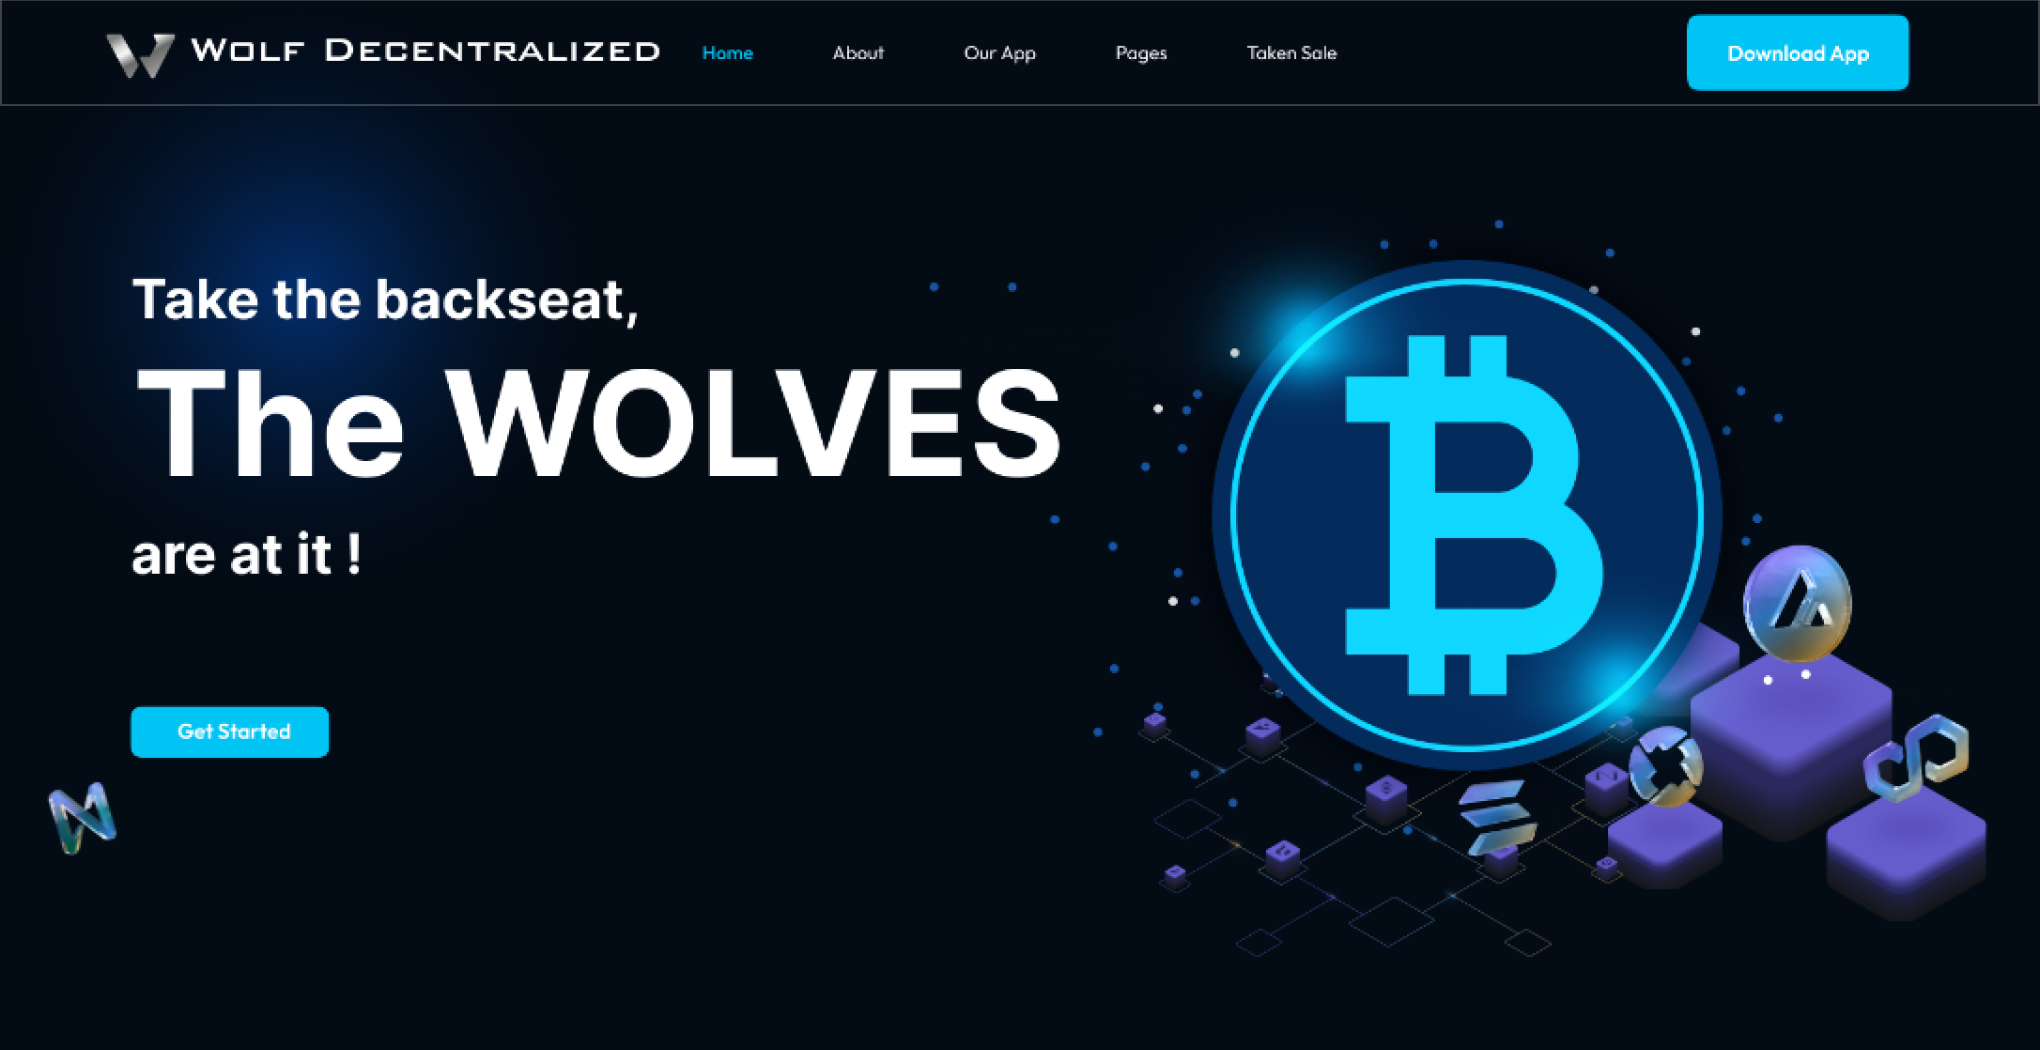 WOLF DECENTRALIZED
Home
About
Our App
Pages
Taken Sale
Download App
Take the backseat,
The WOLVES
are at it !
Get Started